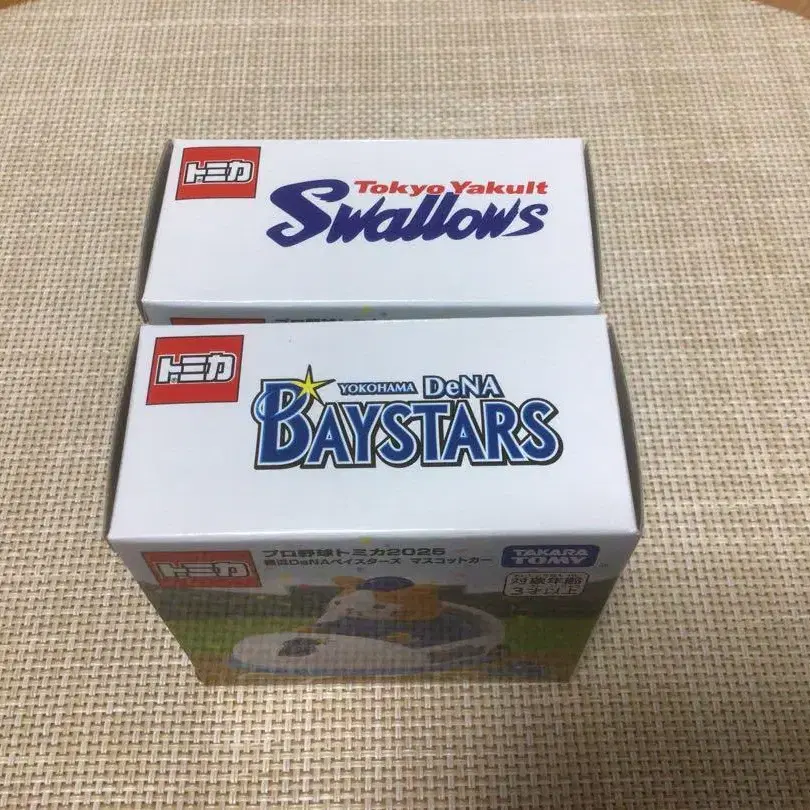 トミカ
Tokyo Yakult
Swallows
トミカ
YOKOHAMA DeNA
BAYSTARS
トミカ
プロ野球トミカ2025
横浜DeNAベイスターズ マスコットカー
TAKARA
TOMY
対象年齢
3才以上